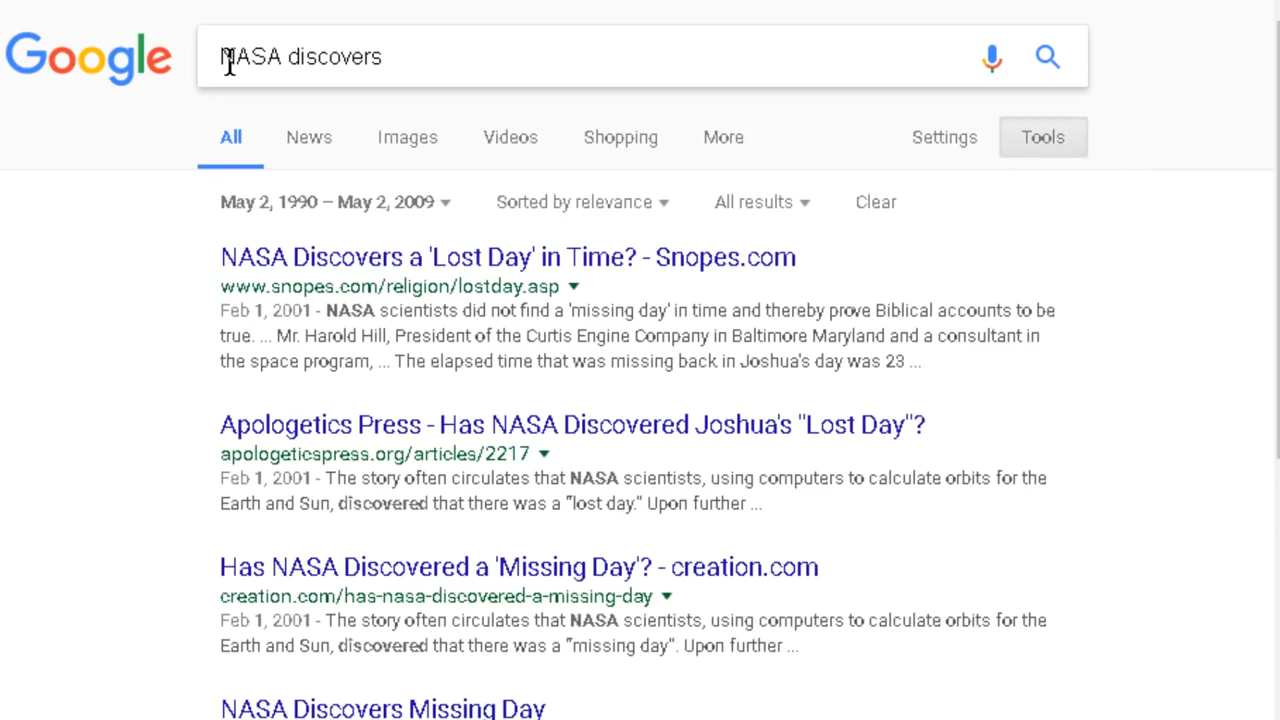 Google
NASA discovers
All News Images Videos Shopping More Settings Tools
May 2, 1990 – May 2, 2009 Sorted by relevance All results Clear
NASA Discovers a 'Lost Day' in Time? - Snopes.com
www.snopes.com/religion/lostday.asp
Feb 1, 2001 - NASA scientists did not find a 'missing day' in time and thereby prove Biblical accounts to be
true. ... Mr. Harold Hill, President of the Curtis Engine Company in Baltimore Maryland and a consultant in
the space program, ... The elapsed time that was missing back in Joshua's day was 23 ...
Apologetics Press - Has NASA Discovered Joshua's "Lost Day"?
apologeticspress.org/articles/2217
Feb 1, 2001 - The story often circulates that NASA scientists, using computers to calculate orbits for the
Earth and Sun, discovered that there was a "lost day." Upon further ...
Has NASA Discovered a 'Missing Day'? - creation.com
creation.com/has-nasa-discovered-a-missing-day
Feb 1, 2001 - The story often circulates that NASA scientists, using computers to calculate orbits for the
Earth and Sun, discovered that there was a "missing day". Upon further ...
NASA Discovers Missing Day